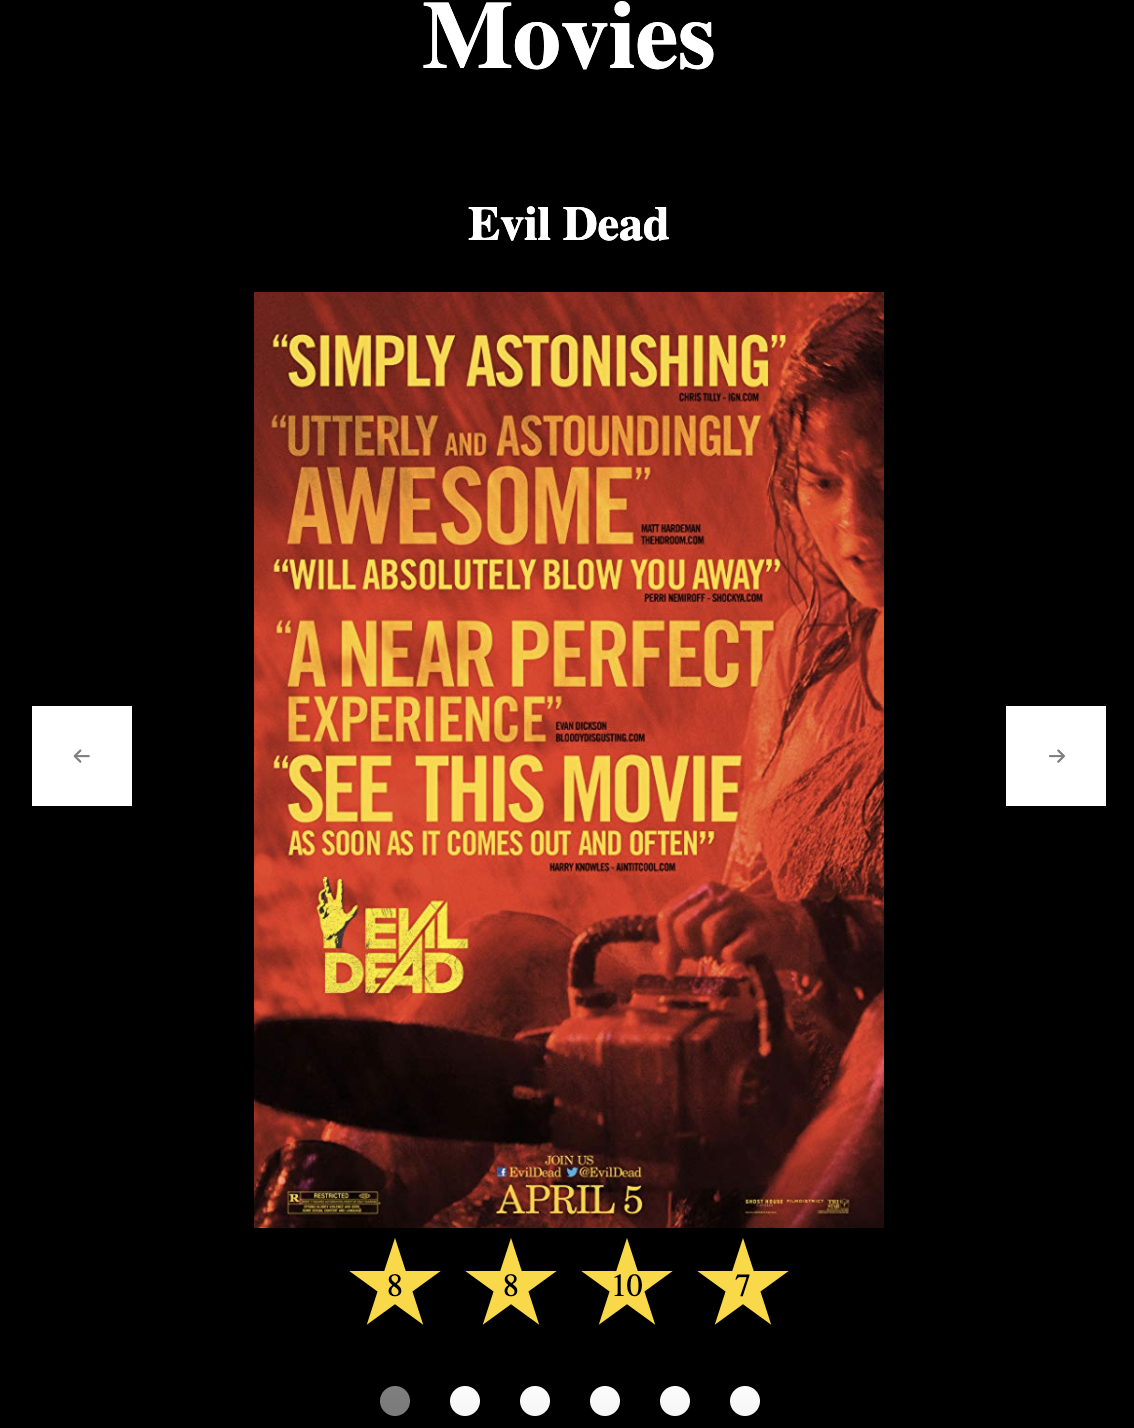 Movies
Evil Dead
“SIMPLY ASTONISHING”
CHRIS TILLY - IGN.COM
“UTTERLY AND ASTOUNDINGLY
AWESOME”
MATT HARDEMAN
THEHDROOM.COM
“WILL ABSOLUTELY BLOW YOU AWAY”
PERRI NEMIROFF - SHOCKYA.COM
“A NEAR PERFECT
EXPERIENCE”
EVAN DICKSON
BLOODYDISGUSTING.COM
“SEE THIS MOVIE
AS SOON AS IT COMES OUT AND OFTEN”
HARRY KNOWLES - AINTITCOOL.COM
EVIL
DEAD
JOIN US
EvilDead @EvilDead
APRIL 5
R RESTRICTED
GHOST HOUSE FILMDISTRICT
8 8 10 7